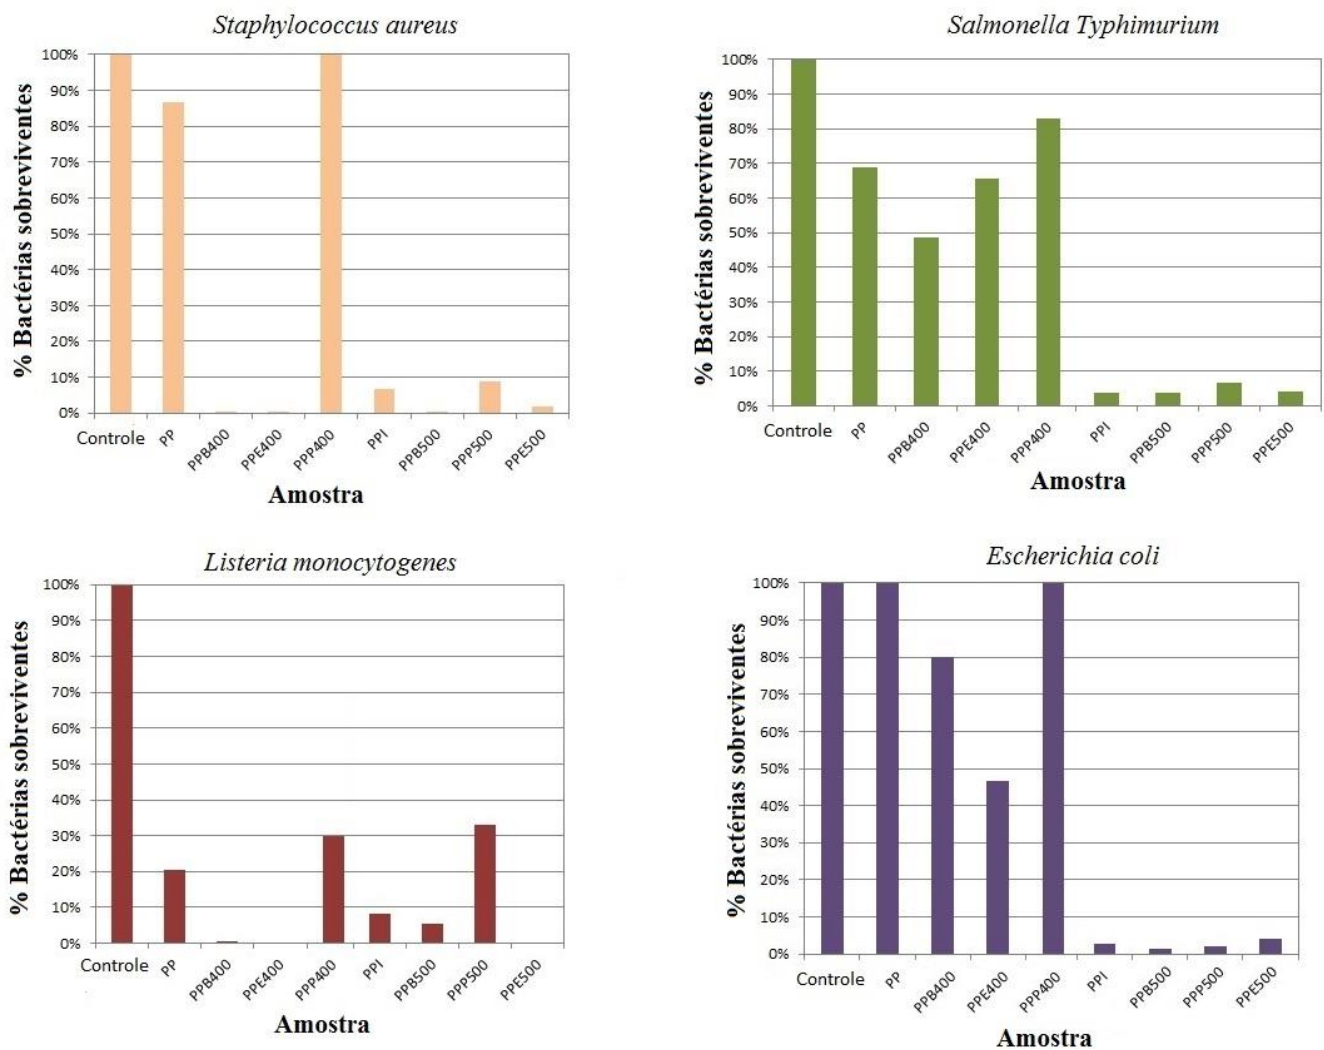 Staphylococcus aureus
% Bactérias sobreviventes
100%
90%
80%
70%
60%
50%
40%
30%
20%
10%
0%
Controle PP PPB400 PPE400 PPP400 PP1 PPB500 PPP500 PPE500
Amostra
Salmonella Typhimurium
% Bactérias sobreviventes
100%
90%
80%
70%
60%
50%
40%
30%
20%
10%
0%
Controle PP PPB400 PPE400 PPP400 PP1 PPB500 PPP500 PPE500
Amostra
Listeria monocytogenes
% Bactérias sobreviventes
100%
90%
80%
70%
60%
50%
40%
30%
20%
10%
0%
Controle PP PPB400 PPE400 PPP400 PP1 PPB500 PPP500 PPE500
Amostra
Escherichia coli
% Bactérias sobreviventes
100%
90%
80%
70%
60%
50%
40%
30%
20%
10%
0%
Controle PP PPB400 PPE400 PPP400 PP1 PPB500 PPP500 PPE500
Amostra